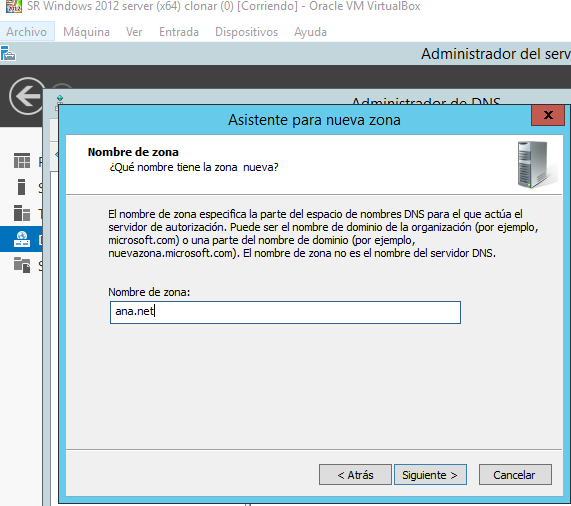 SR Windows 2012 server (x64) clonar (0) [Corriendo] - Oracle VM VirtualBox
Archivo Máquina Ver Entrada Dispositivos Ayuda
Administrador del serv
Administrador de DNS
Asistente para nueva zona
x
Nombre de zona
¿Qué nombre tiene la zona nueva?
El nombre de zona especifica la parte del espacio de nombres DNS para el que actúa el
servidor de autorización. Puede ser el nombre de dominio de la organización (por ejemplo,
microsoft.com) o una parte del nombre de dominio (por ejemplo,
nuevazona.microsoft.com). El nombre de zona no es el nombre del servidor DNS.
Nombre de zona:
ana.net
< Atrás Siguiente > Cancelar